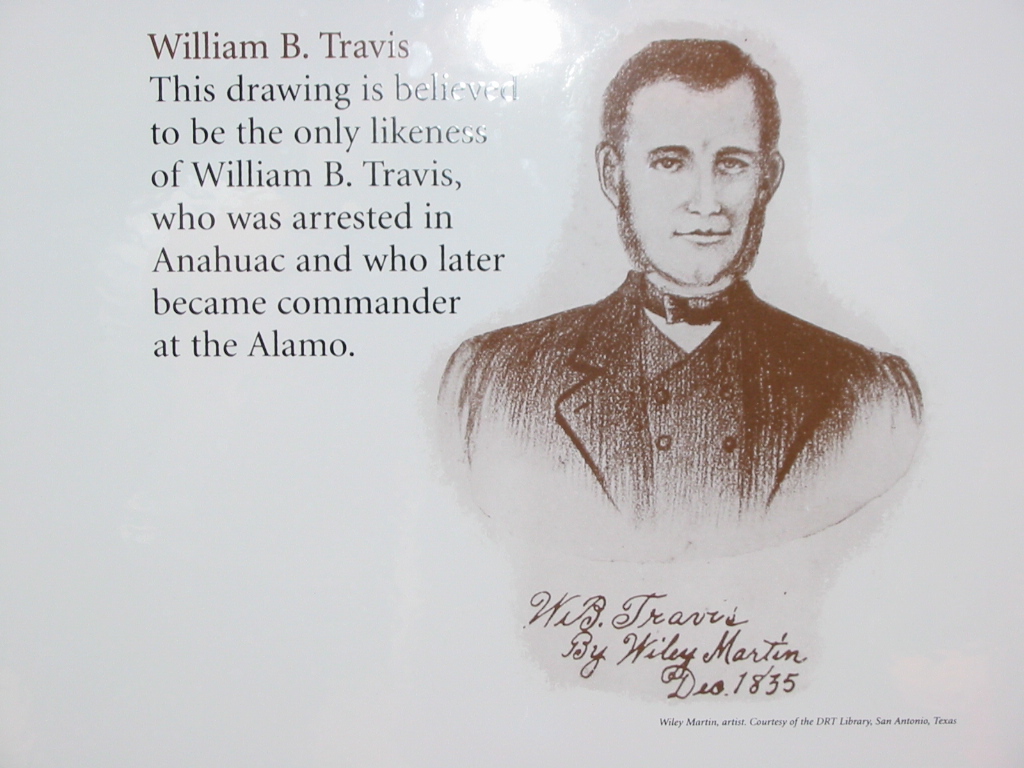 William B. Travis
This drawing is believed
to be the only likeness
of William B. Travis,
who was arrested in
Anahuac and who later
became commander
at the Alamo.
W.B. Travis
By Wiley Martin
Dec. 1835
Wiley Martin, artist. Courtesy of the DRT Library, San Antonio, Texas